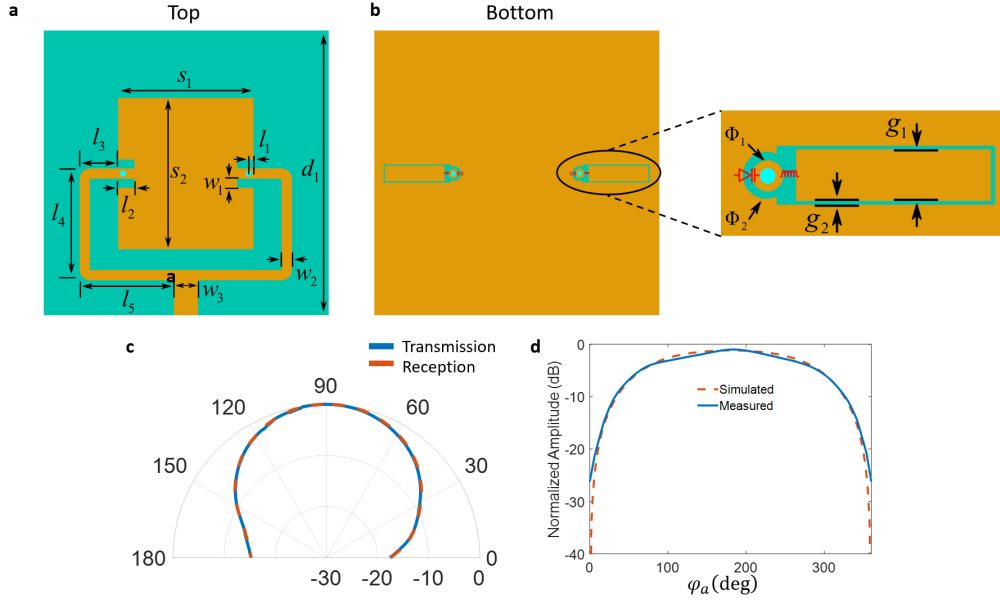 a Top
s1
l3
l1
d1
s2
w1
l2
l4
a
w2
l5
w3
b Bottom
Φ1
g1
Φ2
g2
c
Transmission
Reception
90
120 60
150 30
180 0
-30 -20 -10 0
d
Normalized Amplitude (dB)
0
-10
-20
-30
-40
Simulated
Measured
0 100 200 300
φa(deg)